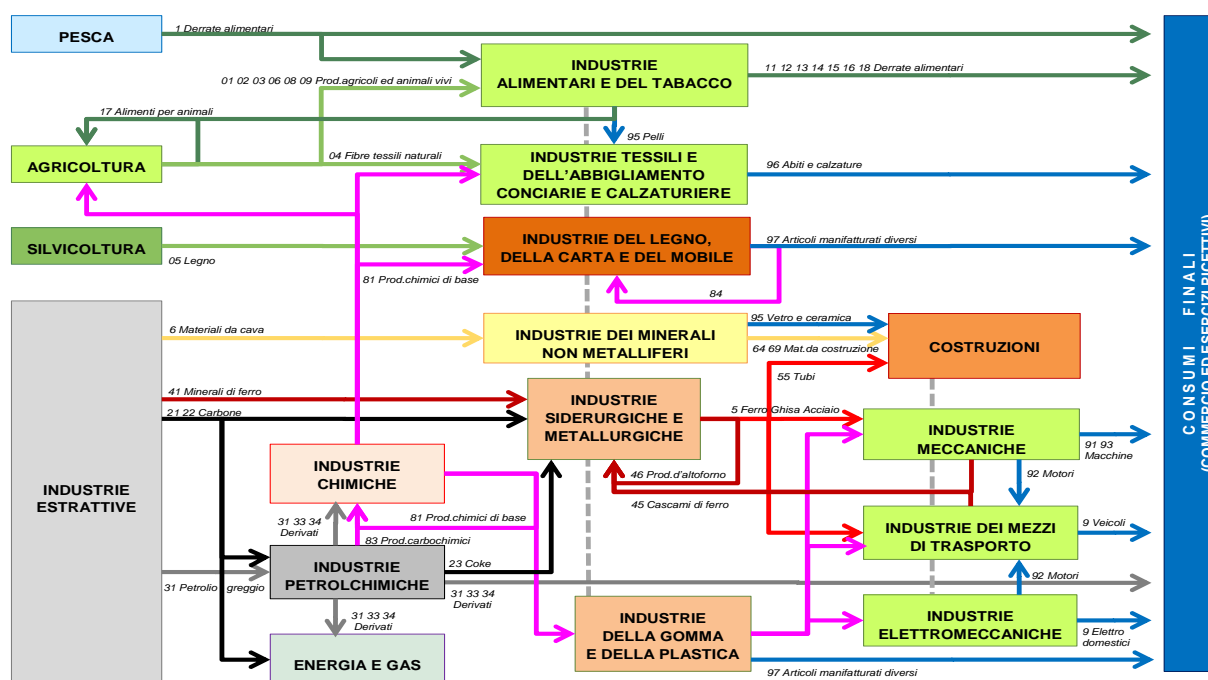 PESCA
1 Derrate alimentari
INDUSTRIE
ALIMENTARI E DEL TABACCO
11 12 13 14 15 16 18 Derrate alimentari
01 02 03 06 08 09 Prod.agricoli ed animali vivi
17 Alimenti per animali
95 Pelli
AGRICOLTURA
04 Fibre tessili naturali
INDUSTRIE TESSILI E
DELL'ABBIGLIAMENTO
CONCIARIE E CALZATURIERE
96 Abiti e calzature
SILVICOLTURA
05 Legno
81 Prod.chimici di base
INDUSTRIE DEL LEGNO,
DELLA CARTA E DEL MOBILE
97 Articoli manifatturati diversi
84
6 Materiali da cava
INDUSTRIE DEI MINERALI
NON METALLIFERI
95 Vetro e ceramica
64 69 Mat.da costruzione
COSTRUZIONI
55 Tubi
41 Minerali di ferro
21 22 Carbone
INDUSTRIE
SIDERURGICHE E
METALLURGICHE
5 Ferro Ghisa Acciaio
INDUSTRIE
MECCANICHE
91 93
Macchine
92 Motori
46 Prod.d'altoforno
45 Cascami di ferro
INDUSTRIE
ESTRATTIVE
INDUSTRIE
CHIMICHE
31 33 34
Derivati
81 Prod.chimici di base
83 Prod.carbochimici
INDUSTRIE DEI MEZZI
DI TRASPORTO
9 Veicoli
31 Petrolio greggio
INDUSTRIE
PETROLCHIMICHE
23 Coke
31 33 34
Derivati
92 Motori
31 33 34
Derivati
ENERGIA E GAS
INDUSTRIE
DELLA GOMMA
E DELLA PLASTICA
INDUSTRIE
ELETTROMECCANICHE
9 Elettro
domestici
97 Articoli manifatturati diversi
CONSUMI FINALI
(COMMERCIO ED ESERCIZI RICETTIVI)